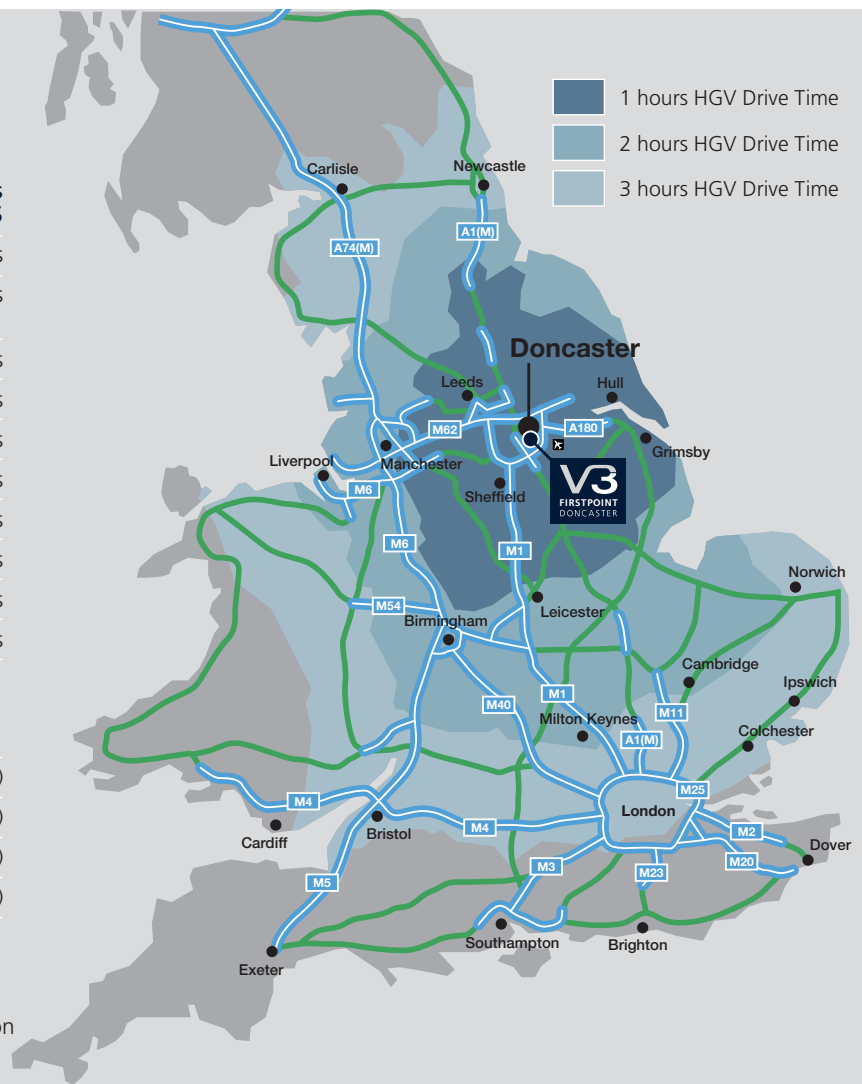 1 hours HGV Drive Time
2 hours HGV Drive Time
3 hours HGV Drive Time
Carlisle
Newcastle
A74(M)
A1(M)
Doncaster
Leeds
Hull
M62
A180
Grimsby
Manchester
Liverpool
M6
Sheffield
V3
FIRSTPOINT
DONCASTER
M6
M1
Norwich
M54
Leicester
Birmingham
Cambridge
Ipswich
M1
M40
M11
Milton Keynes
A1(M)
Colchester
M25
M4
London
Bristol
M4
M2
Cardiff
Dover
M3
M20
M23
M5
Southampton
Brighton
Exeter